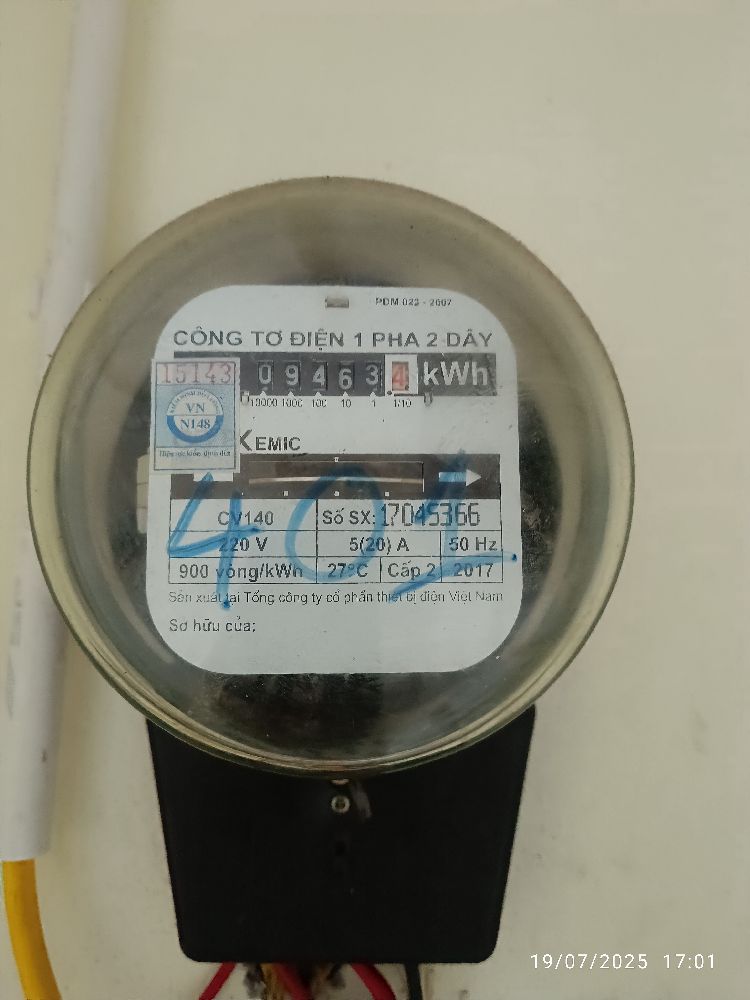 PDM 022 - 2007
CÔNG TƠ ĐIỆN 1 PHA 2 DÂY
15143
0 9 4 6 3 4 kWh
10000 1000 100 10 1 1/10
VN
N148
EMIC
401
CV140 Số SX: 17045366
220 V 5(20) A 50 Hz
900 vòng/kWh 27°C Cấp 2 2017
Sản xuất tại Tổng công ty cổ phần thiết bị điện Việt Nam
Sở hữu của:
19/07/2025 17:01